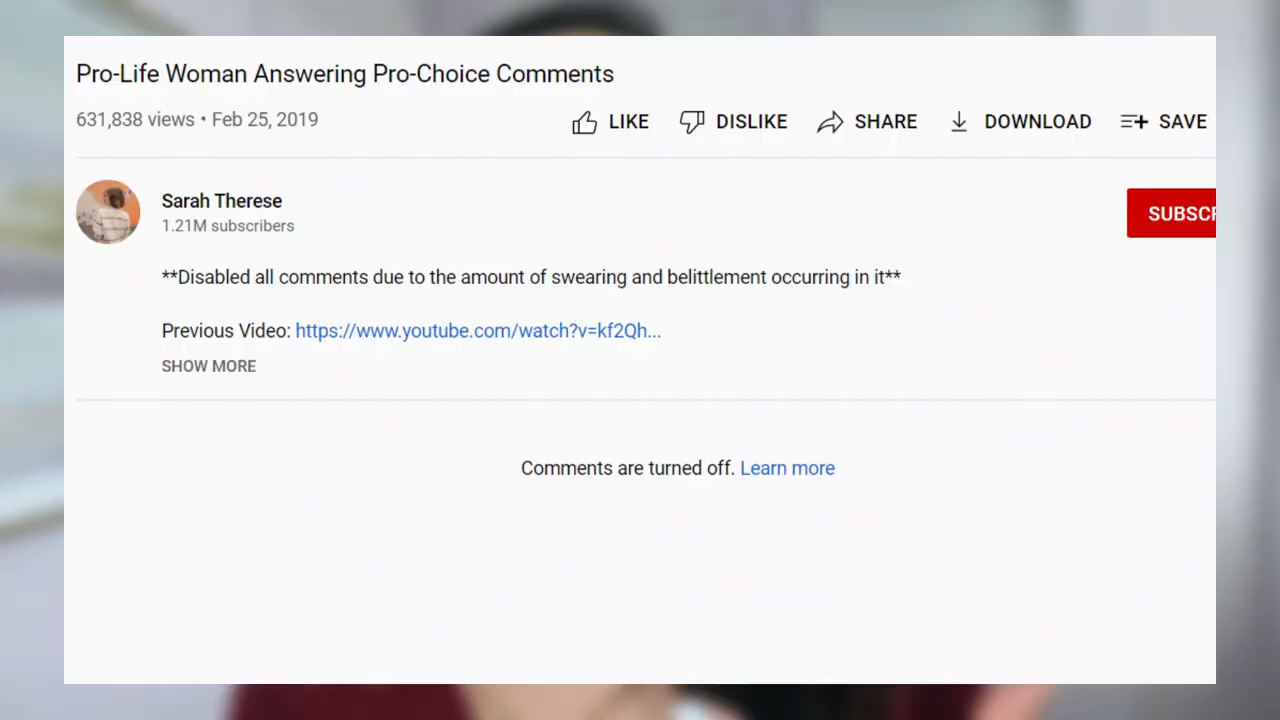 Pro-Life Woman Answering Pro-Choice Comments
631,838 views • Feb 25, 2019
LIKE DISLIKE SHARE DOWNLOAD SAVE
Sarah Therese
1.21M subscribers
SUBSCR
**Disabled all comments due to the amount of swearing and belittlement occurring in it**
Previous Video: https://www.youtube.com/watch?v=kf2Qh...
SHOW MORE
Comments are turned off. Learn more